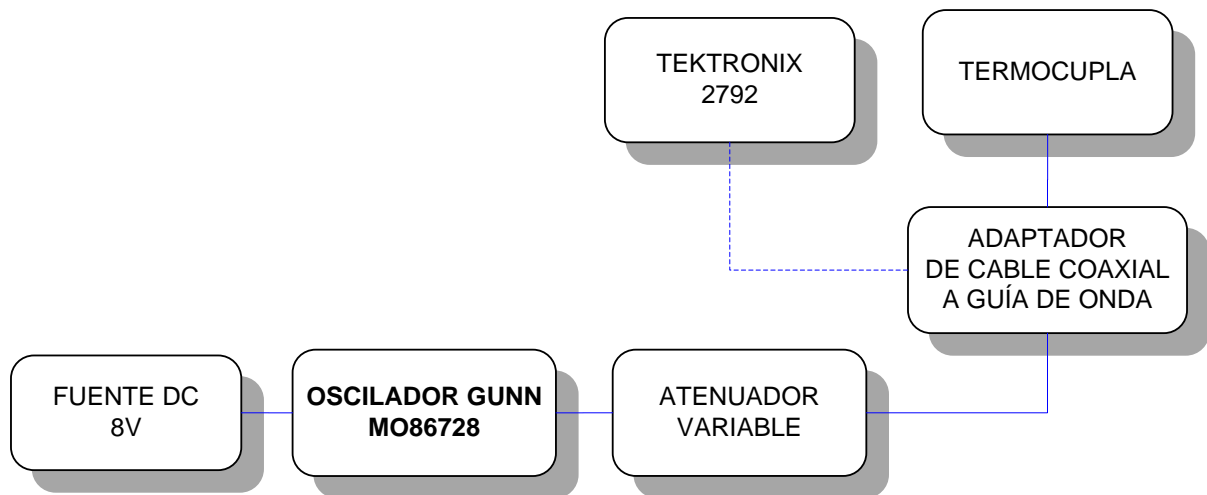 TEKTRONIX
2792
TERMOCUPLA
ADAPTADOR
DE CABLE COAXIAL
A GUÍA DE ONDA
FUENTE DC
8V
OSCILADOR GUNN
MO86728
ATENUADOR
VARIABLE